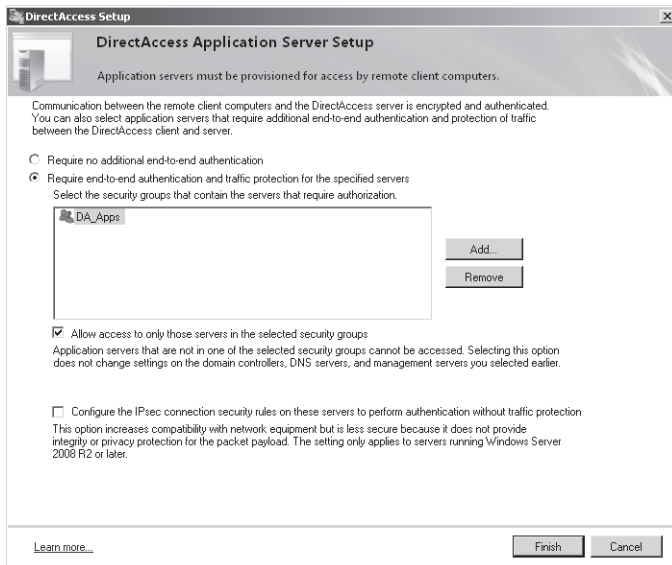 DirectAccess Setup
DirectAccess Application Server Setup
Application servers must be provisioned for access by remote client computers.
Communication between the remote client computers and the DirectAccess server is encrypted and authenticated.
You can also select application servers that require additional end-to-end authentication and protection of traffic
between the DirectAccess client and server.
Require no additional end-to-end authentication
Require end-to-end authentication and traffic protection for the specified servers
Select the security groups that contain the servers that require authorization.
DA_Apps
Add...
Remove
Allow access to only those servers in the selected security groups
Application servers that are not in one of the selected security groups cannot be accessed. Selecting this option
does not change settings on the domain controllers, DNS servers, and management servers you selected earlier.
Configure the IPsec connection security rules on these servers to perform authentication without traffic protection
This option increases compatibility with network equipment but is less secure because it does not provide
integrity or privacy protection for the packet payload. The setting only applies to servers running Windows Server
2008 R2 or later.
Learn more...
Finish
Cancel